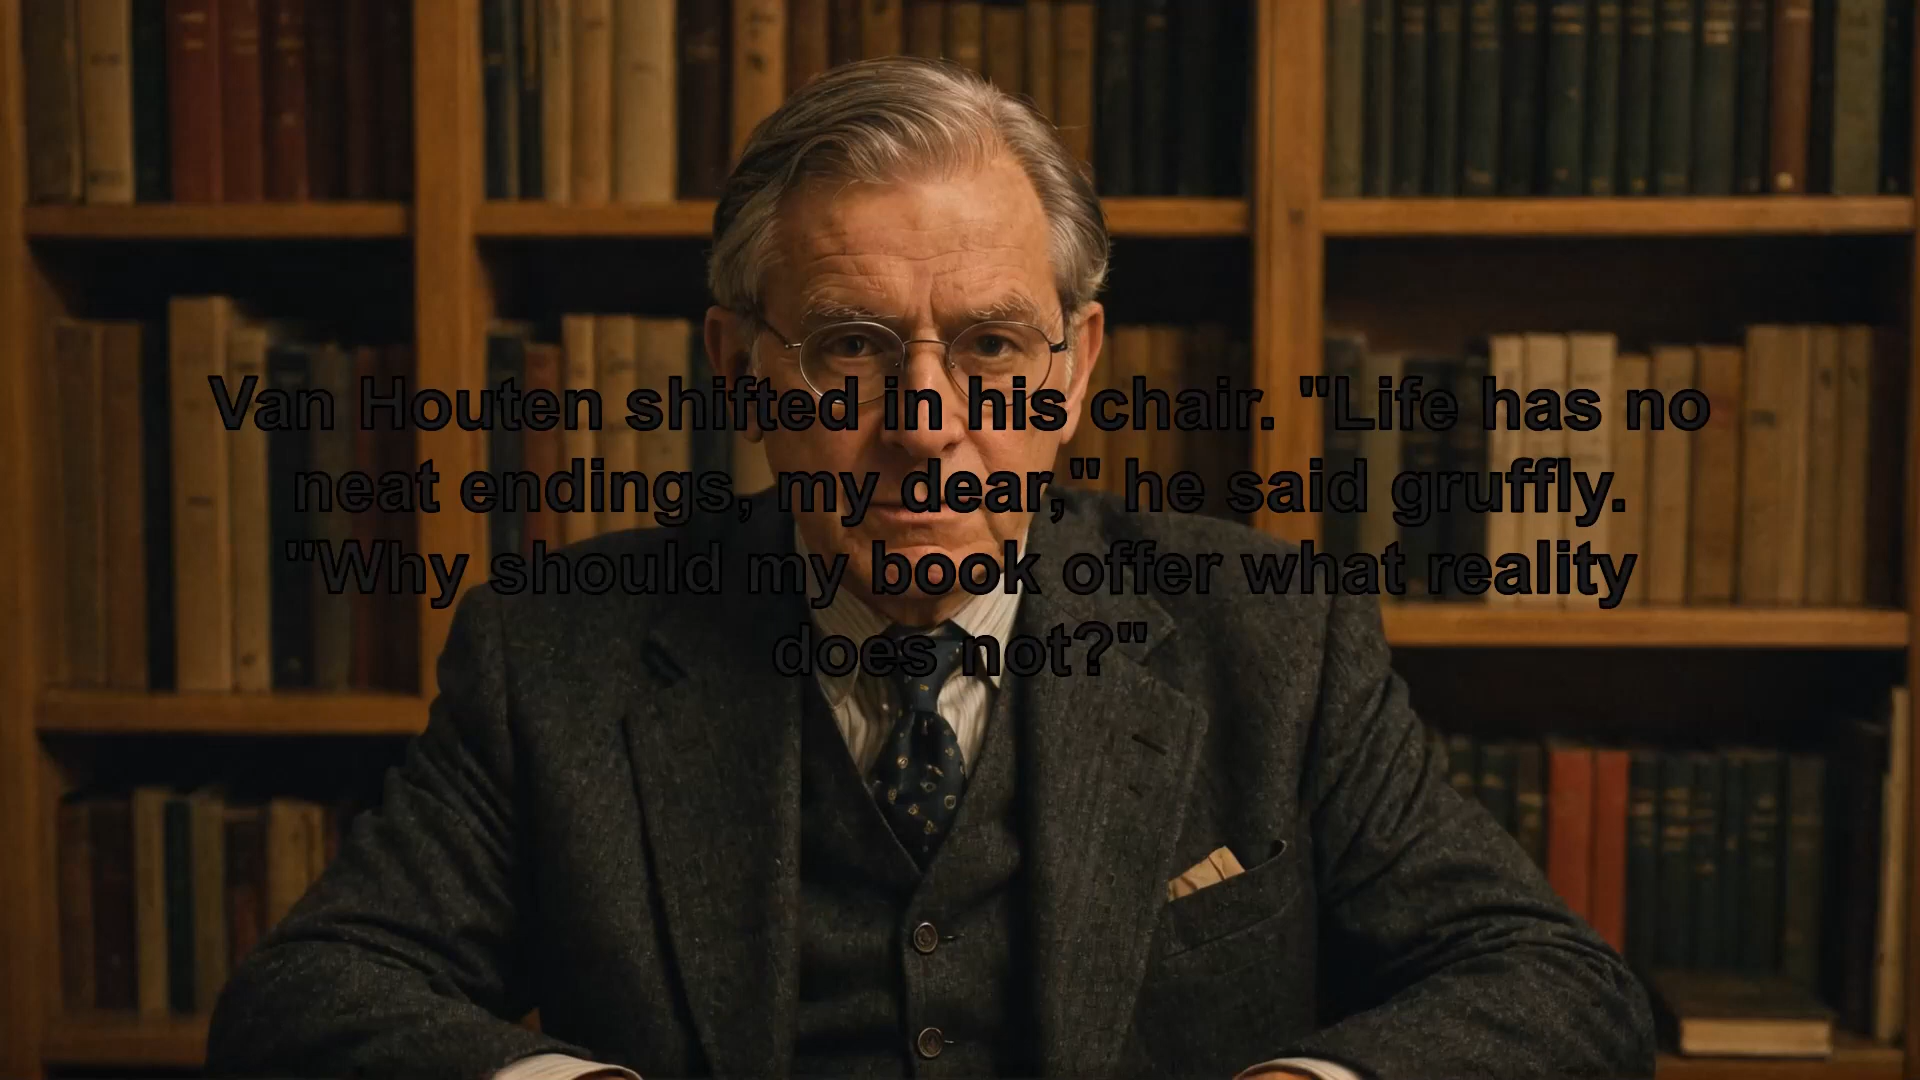 Van Houten shifted in his chair. "Life has no
neat endings, my dear," he said gruffly.
"Why should my book offer what reality
does not?"